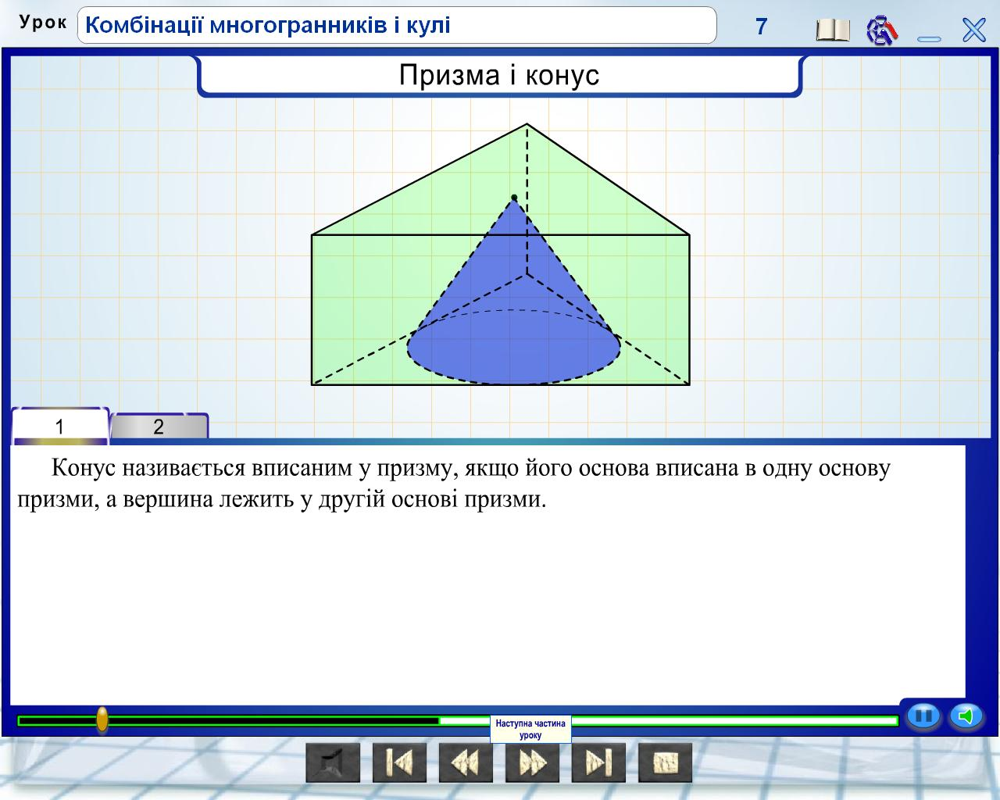 Урок
Комбінації многогранників і кулі
7
Призма і конус
1
2
Конус називається вписаним у призму, якщо його основа вписана в одну основу
призми, а вершина лежить у другій основі призми.
Наступна частина
уроку